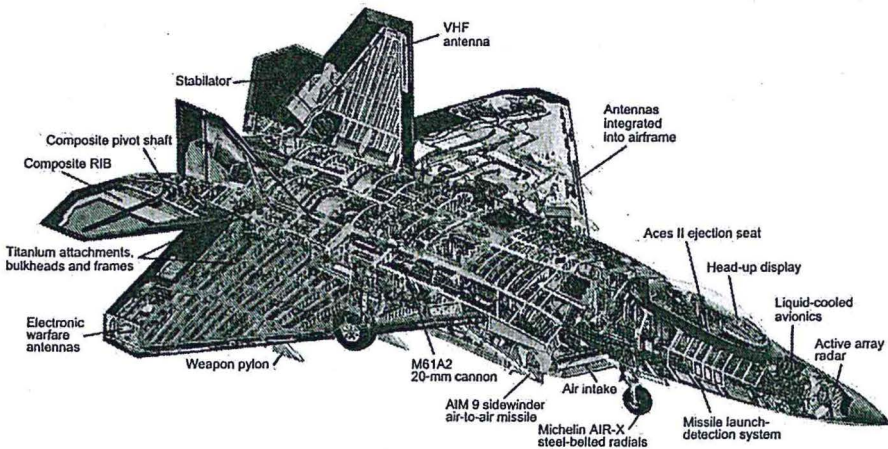 VHF
antenna
Stabilator
Antennas
integrated
into airframe
Composite pivot shaft
Composite RIB
Aces II ejection seat
Titanium attachments,
bulkheads and frames
Head-up display
Liquid-cooled
avionics
Electronic
warfare
antennas
Active array
radar
Weapon pylon
M61A2
20-mm cannon
Air intake
AIM 9 sidewinder
air-to-air missile
Michelin AIR-X
steel-belted radials
Missile launch-
detection system